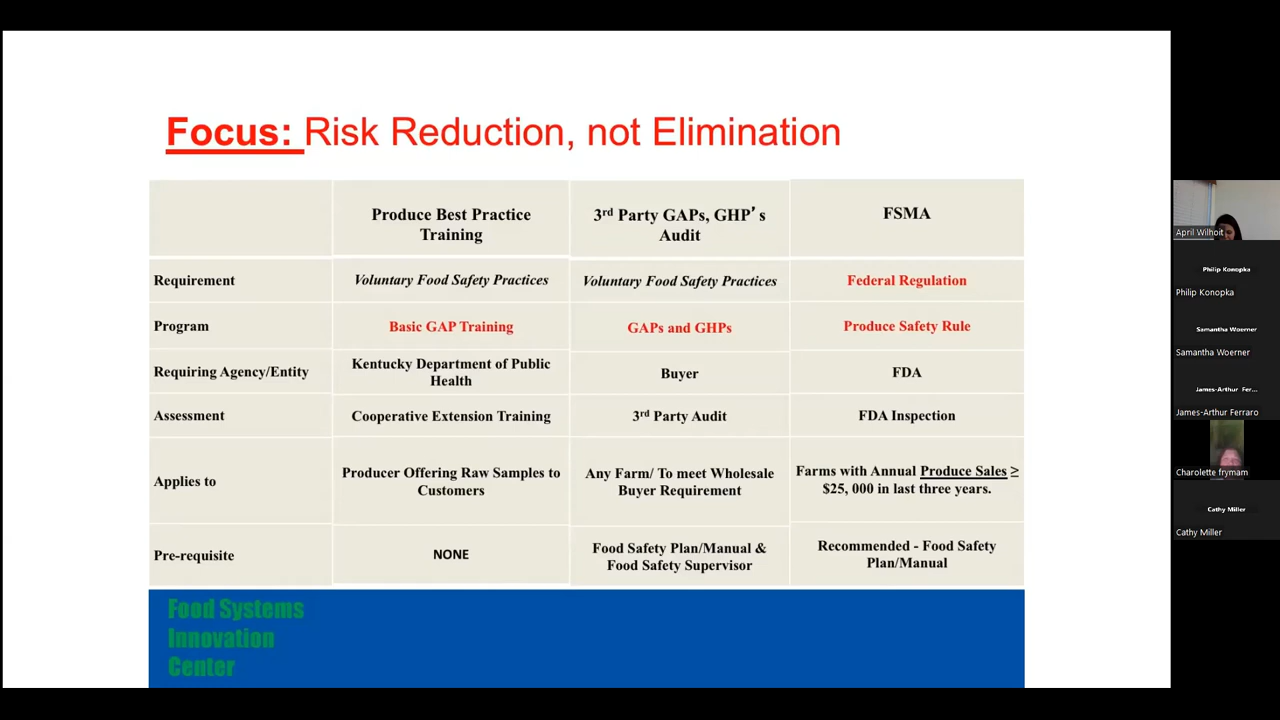 Focus: Risk Reduction, not Elimination
Produce Best Practice
Training
3rd Party GAPs, GHP's
Audit
FSMA
Requirement
Voluntary Food Safety Practices
Voluntary Food Safety Practices
Federal Regulation
Program
Basic GAP Training
GAPs and GHPs
Produce Safety Rule
Requiring Agency/Entity
Kentucky Department of Public
Health
Buyer
FDA
Assessment
Cooperative Extension Training
3rd Party Audit
FDA Inspection
Applies to
Producer Offering Raw Samples to
Customers
Any Farm/ To meet Wholesale
Buyer Requirement
Farms with Annual Produce Sales ≥
$25, 000 in last three years.
Pre-requisite
NONE
Food Safety Plan/Manual &
Food Safety Supervisor
Recommended - Food Safety
Plan/Manual
Food Systems
Innovation
Center
April Wilhoit
Philip Konopka
Philip Konopka
Samantha Woerner
Samantha Woerner
James-Arthur Fer...
James-Arthur Ferraro
Charolette frymam
Cathy Miller
Cathy Miller